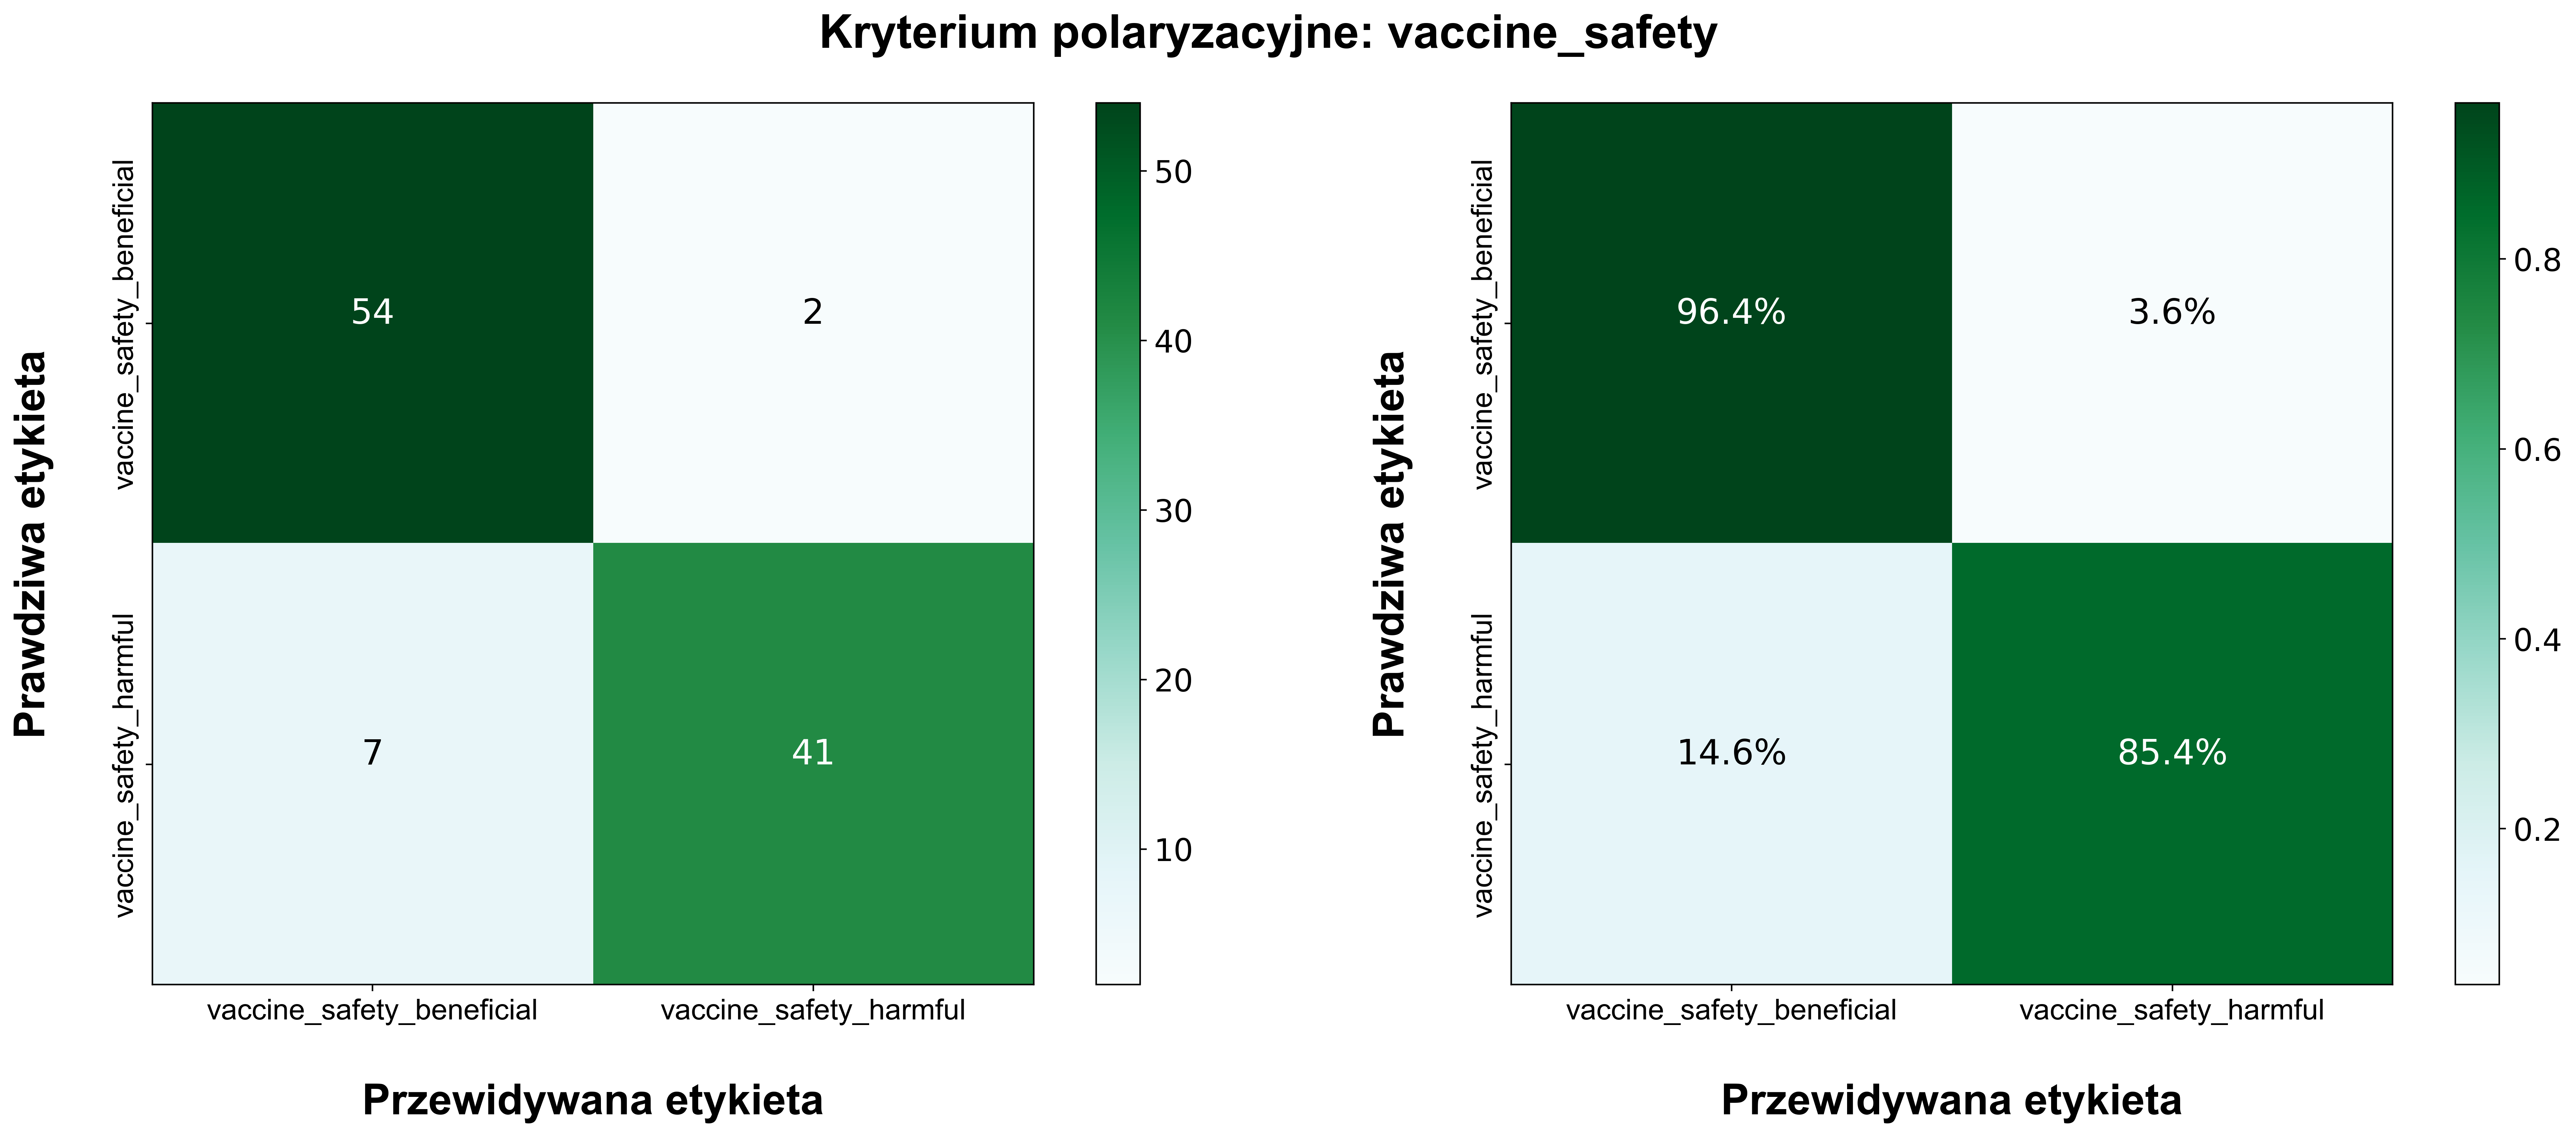 Kryterium polaryzacyjne: vaccine_safety
Prawdziwa etykieta
vaccine_safety_beneficial
vaccine_safety_harmful
54
2
7
41
vaccine_safety_beneficial
vaccine_safety_harmful
Przewidywana etykieta
50
40
30
20
10
Prawdziwa etykieta
vaccine_safety_beneficial
vaccine_safety_harmful
96.4%
3.6%
14.6%
85.4%
vaccine_safety_beneficial
vaccine_safety_harmful
Przewidywana etykieta
0.8
0.6
0.4
0.2